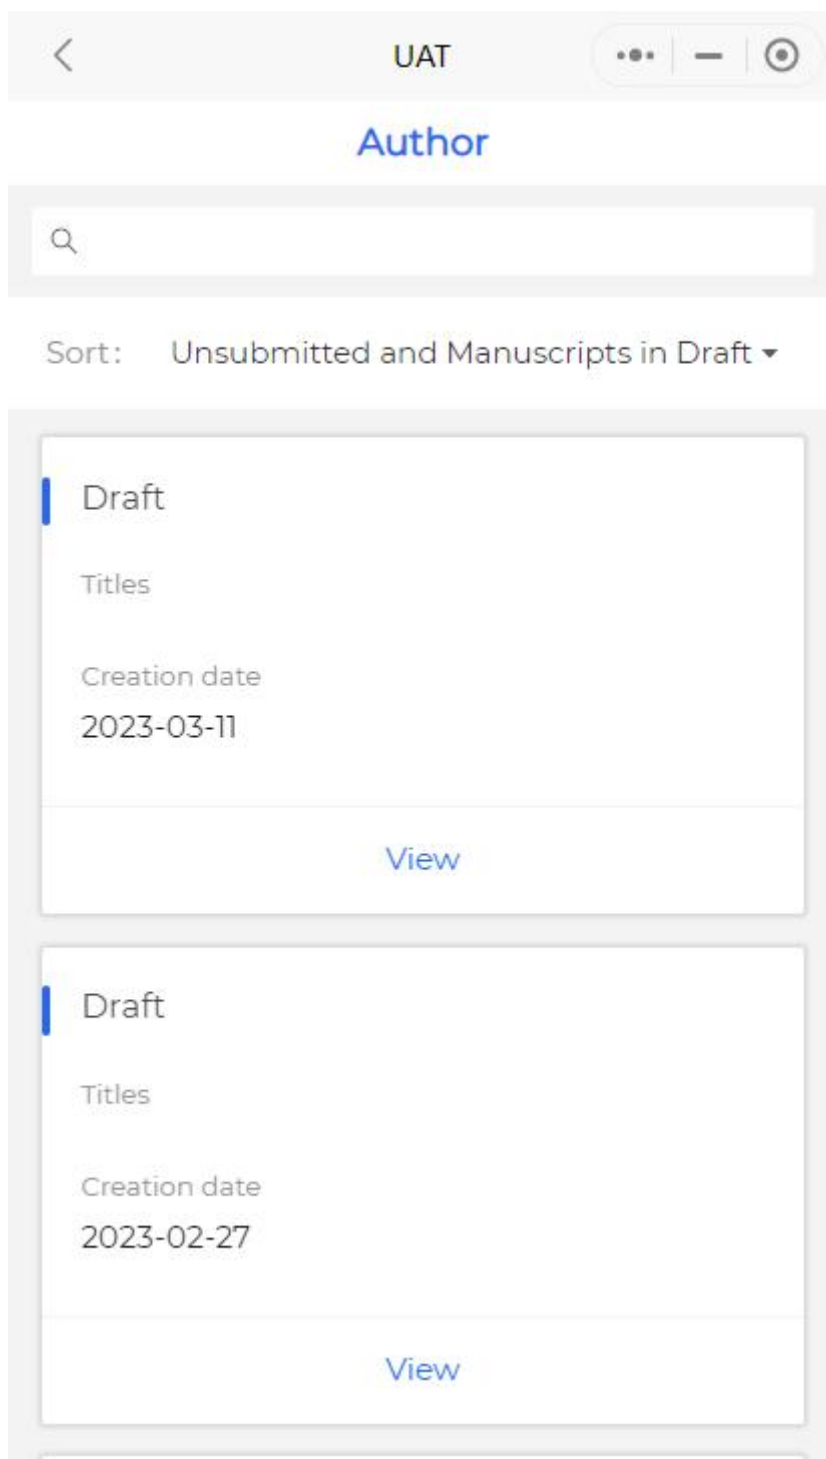 UAT
Author
Sort: Unsubmitted and Manuscripts in Draft
Draft
Titles
Creation date
2023-03-11
View
Draft
Titles
Creation date
2023-02-27
View